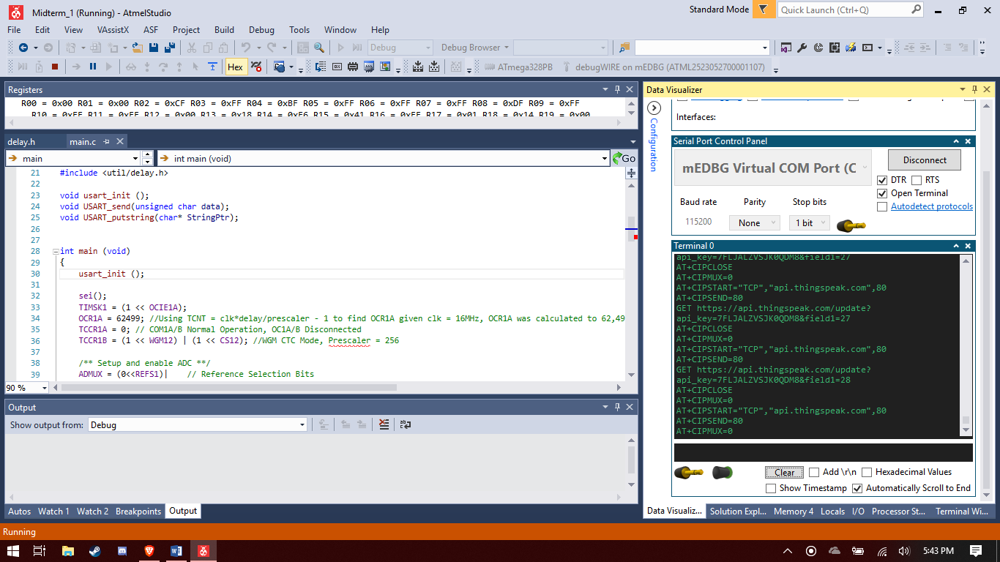 Midterm_1 (Running) - AtmelStudio
Standard Mode
Quick Launch (Ctrl+Q)
File Edit View VAssistX ASF Project Build Debug Tools Window Help
Debug
Debug Browser
Hex
ATmega328PB
debugWIRE on mEDBG (ATML2523052700001107)
Registers
R00 = 0x00 R01 = 0x00 R02 = 0xCF R03 = 0xFF R04 = 0xBF R05 = 0xFF R06 = 0xFF R07 = 0xFF R08 = 0xDF R09 = 0xFF
R10 = 0xFF R11 = 0xFF R12 = 0x00 R13 = 0x18 R14 = 0xF6 R15 = 0x41 R16 = 0xFF R17 = 0x01 R18 = 0x14 R19 = 0x00
delay.h
main.c
main
int main (void)
Go
21 #include <util/delay.h>
22
23 void usart_init ();
24 void USART_send(unsigned char data);
25 void USART_putstring(char* StringPtr);
26
27
28 int main (void)
29 {
30 usart_init ();
31
32 sei();
33 TIMSK1 = (1 << OCIE1A);
34 OCR1A = 62499; //Using TCNT = clk*delay/prescaler - 1 to find OCR1A given clk = 16MHz, OCR1A was calculated to 62,49
35 TCCR1A = 0; // COM1A/B Normal Operation, OC1A/B Disconnected
36 TCCR1B = (1 << WGM12) | (1 << CS12); //WGM CTC Mode, Prescaler = 256
37
38 /** Setup and enable ADC **/
39 ADMUX = (0<<REFS1)| // Reference Selection Bits
90 %
Output
Show output from: Debug
Autos Watch 1 Watch 2 Breakpoints Output
Data Visualizer
Configuration
Interfaces:
Serial Port Control Panel
mEDBG Virtual COM Port (C
Disconnect
DTR RTS
Open Terminal
Autodetect protocols
Baud rate Parity Stop bits
115200 None 1 bit
Terminal 0
api_key=7FLJALZVSJK0QDM8&field1=27
AT+CIPCLOSE
AT+CIPMUX=0
AT+CIPSTART="TCP","api.thingspeak.com",80
AT+CIPSEND=80
GET https://api.thingspeak.com/update?
api_key=7FLJALZVSJK0QDM8&field1=27
AT+CIPCLOSE
AT+CIPMUX=0
AT+CIPSTART="TCP","api.thingspeak.com",80
AT+CIPSEND=80
GET https://api.thingspeak.com/update?
api_key=7FLJALZVSJK0QDM8&field1=28
AT+CIPCLOSE
AT+CIPMUX=0
AT+CIPSTART="TCP","api.thingspeak.com",80
AT+CIPSEND=80
AT+CIPMUX=0
Clear Add \r\n Hexadecimal Values
Show Timestamp Automatically Scroll to End
Data Visualiz... Solution Expl... Memory 4 Locals I/O Processor St... Terminal Wi...
Running
5:43 PM